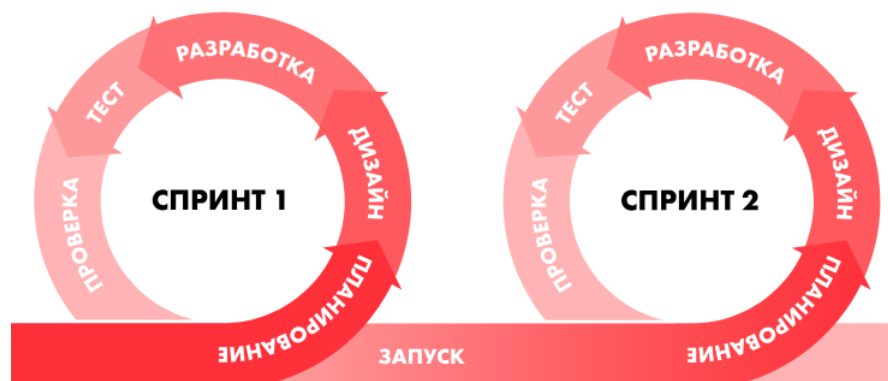 СПРИНТ 1
ПЛАНИРОВАНИЕ
ДИЗАЙН
РАЗРАБОТКА
ТЕСТ
ПРОВЕРКА
ЗАПУСК
СПРИНТ 2
ПЛАНИРОВАНИЕ
ДИЗАЙН
РАЗРАБОТКА
ТЕСТ
ПРОВЕРКА